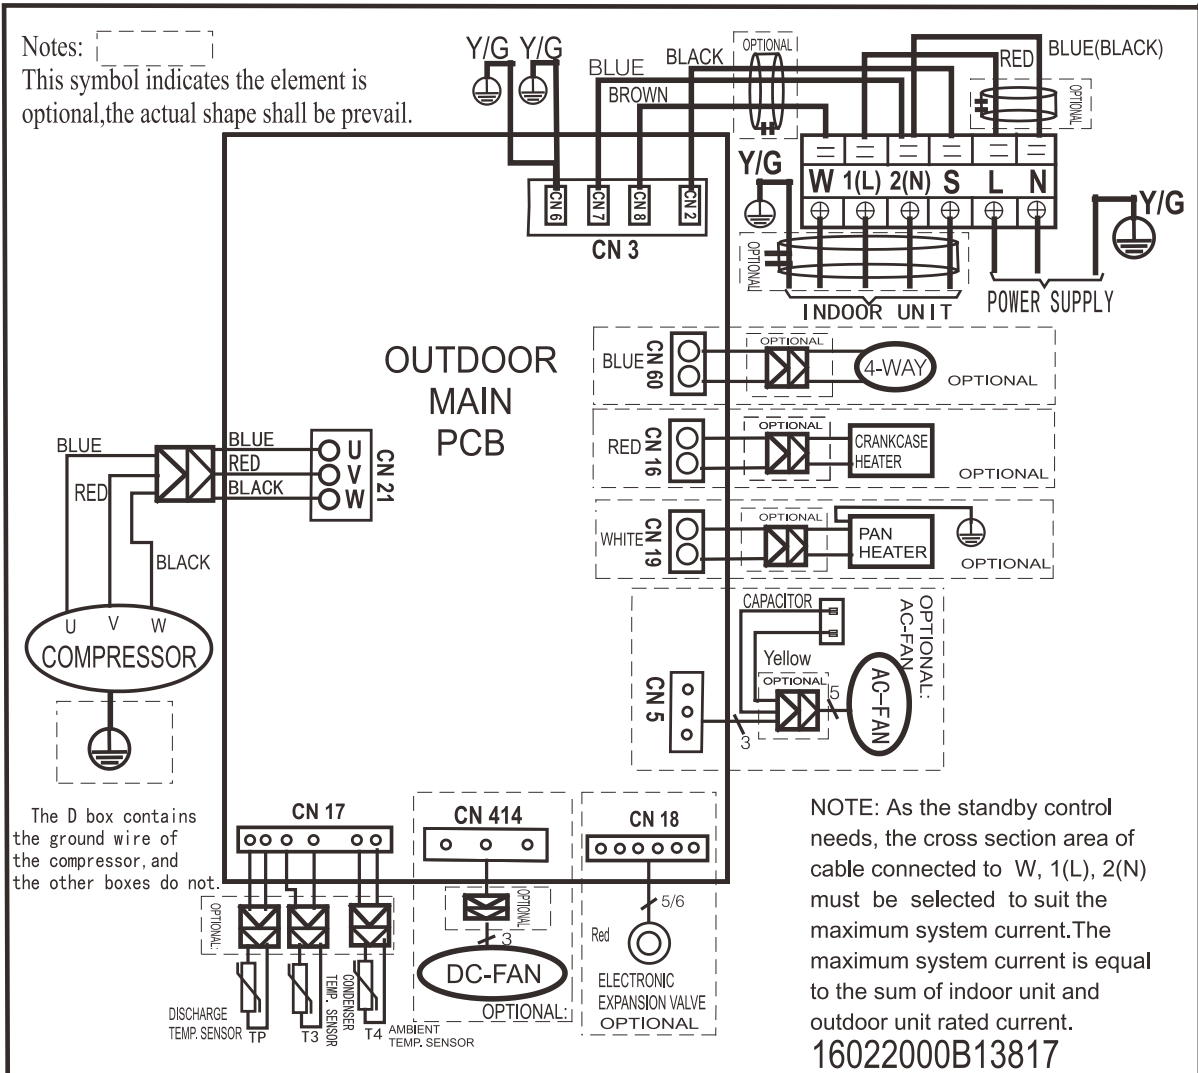 Notes:
This symbol indicates the element is
optional,the actual shape shall be prevail.
Y/G Y/G
BLUE
BLACK
BROWN
OPTIONAL
RED
BLUE(BLACK)
OPTIONAL
Y/G
W 1(L) 2(N) S L N
Y/G
CN 6
CN 7
CN 8
CN 2
CN 3
OPTIONAL
INDOOR UNIT
POWER SUPPLY
OUTDOOR
MAIN
PCB
BLUE
CN 60
OPTIONAL
4-WAY
OPTIONAL
RED
CN 16
OPTIONAL
CRANKCASE
HEATER
OPTIONAL
WHITE
CN 19
OPTIONAL
PAN
HEATER
OPTIONAL
BLUE
RED
BLACK
BLUE
RED
BLACK
U
V
W
CN 21
U V W
COMPRESSOR
CAPACITOR
OPTIONAL:
AC-FAN
Yellow
OPTIONAL
CN 5
3
5
AC-FAN
The D box contains
the ground wire of
the compressor,and
the other boxes do not.
CN 17
OPTIONAL:
DISCHARGE
TEMP. SENSOR
TP
T3
CONDENSER
TEMP. SENSOR
T4
AMBIENT
TEMP. SENSOR
CN 414
OPTIONAL
3
DC-FAN
OPTIONAL:
CN 18
5/6
Red
ELECTRONIC
EXPANSION VALVE
OPTIONAL
NOTE: As the standby control
needs, the cross section area of
cable connected to W, 1(L), 2(N)
must be selected to suit the
maximum system current.The
maximum system current is equal
to the sum of indoor unit and
outdoor unit rated current.
16022000B13817